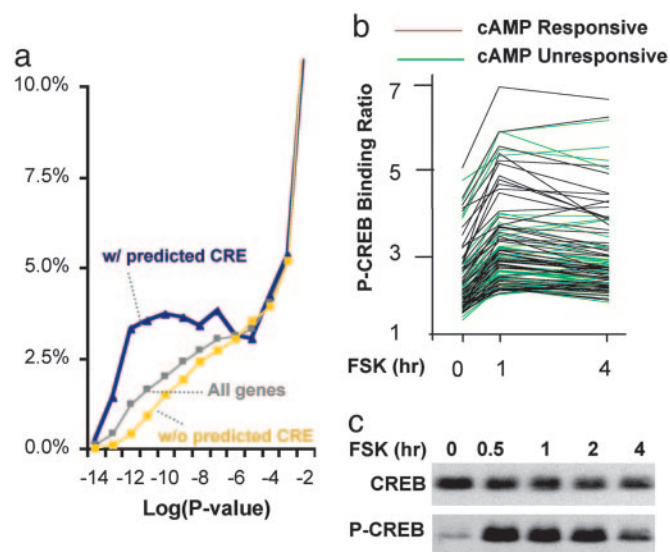 a
10.0%
7.5%
5.0%
2.5%
0.0%
w/ predicted CRE
All genes
w/o predicted CRE
-14 -12 -10 -8 -6 -4 -2
Log(P-value)
b
cAMP Responsive
cAMP Unresponsive
P-CREB Binding Ratio
7
5
3
1
FSK (hr) 0 1 4
c
FSK (hr) 0 0.5 1 2 4
CREB
P-CREB